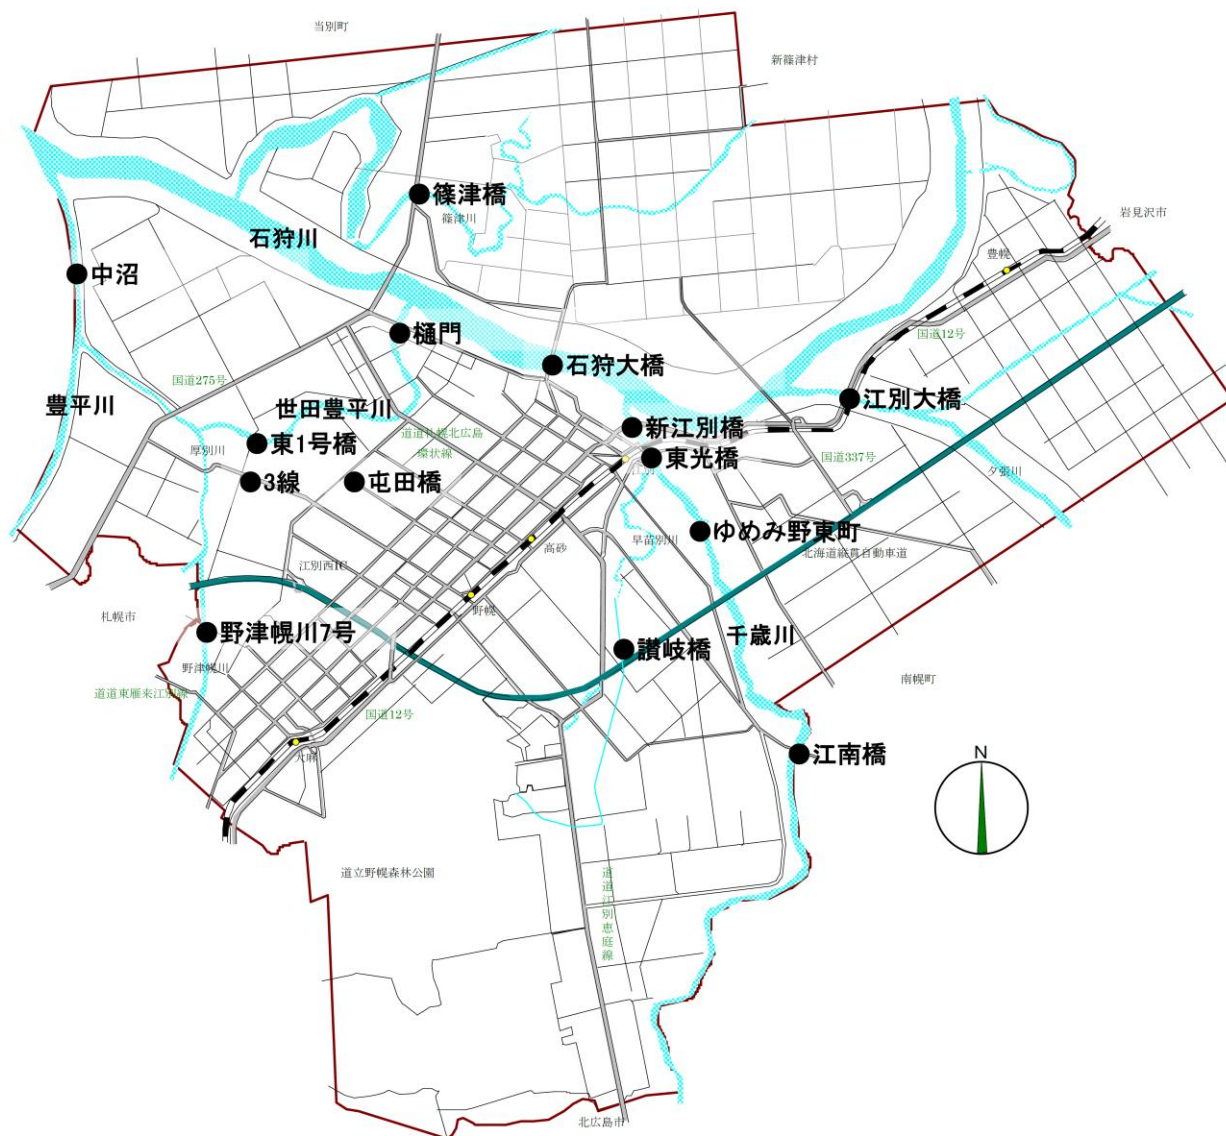 当別町
新篠津村
篠津橋
篠津川
岩見沢市
石狩川
豊幌
中沼
樋門
国道12号
石狩大橋
国道275号
江別大橋
豊平川
世田豊平川
新江別橋
道道札幌北広島
環状線
東1号橋
厚別川
東光橋
江別
国道337号
夕張川
3線
屯田橋
ゆめみ野東町
高砂
早苗別川
北海道縦貫自動車道
江別西IC
野幌
札幌市
野津幌川7号
千歳川
讃岐橋
野津幌川
南幌町
道道東雁来江別線
国道12号
大麻
江南橋
N
道立野幌森林公園
道道江別恵庭線
北広島市